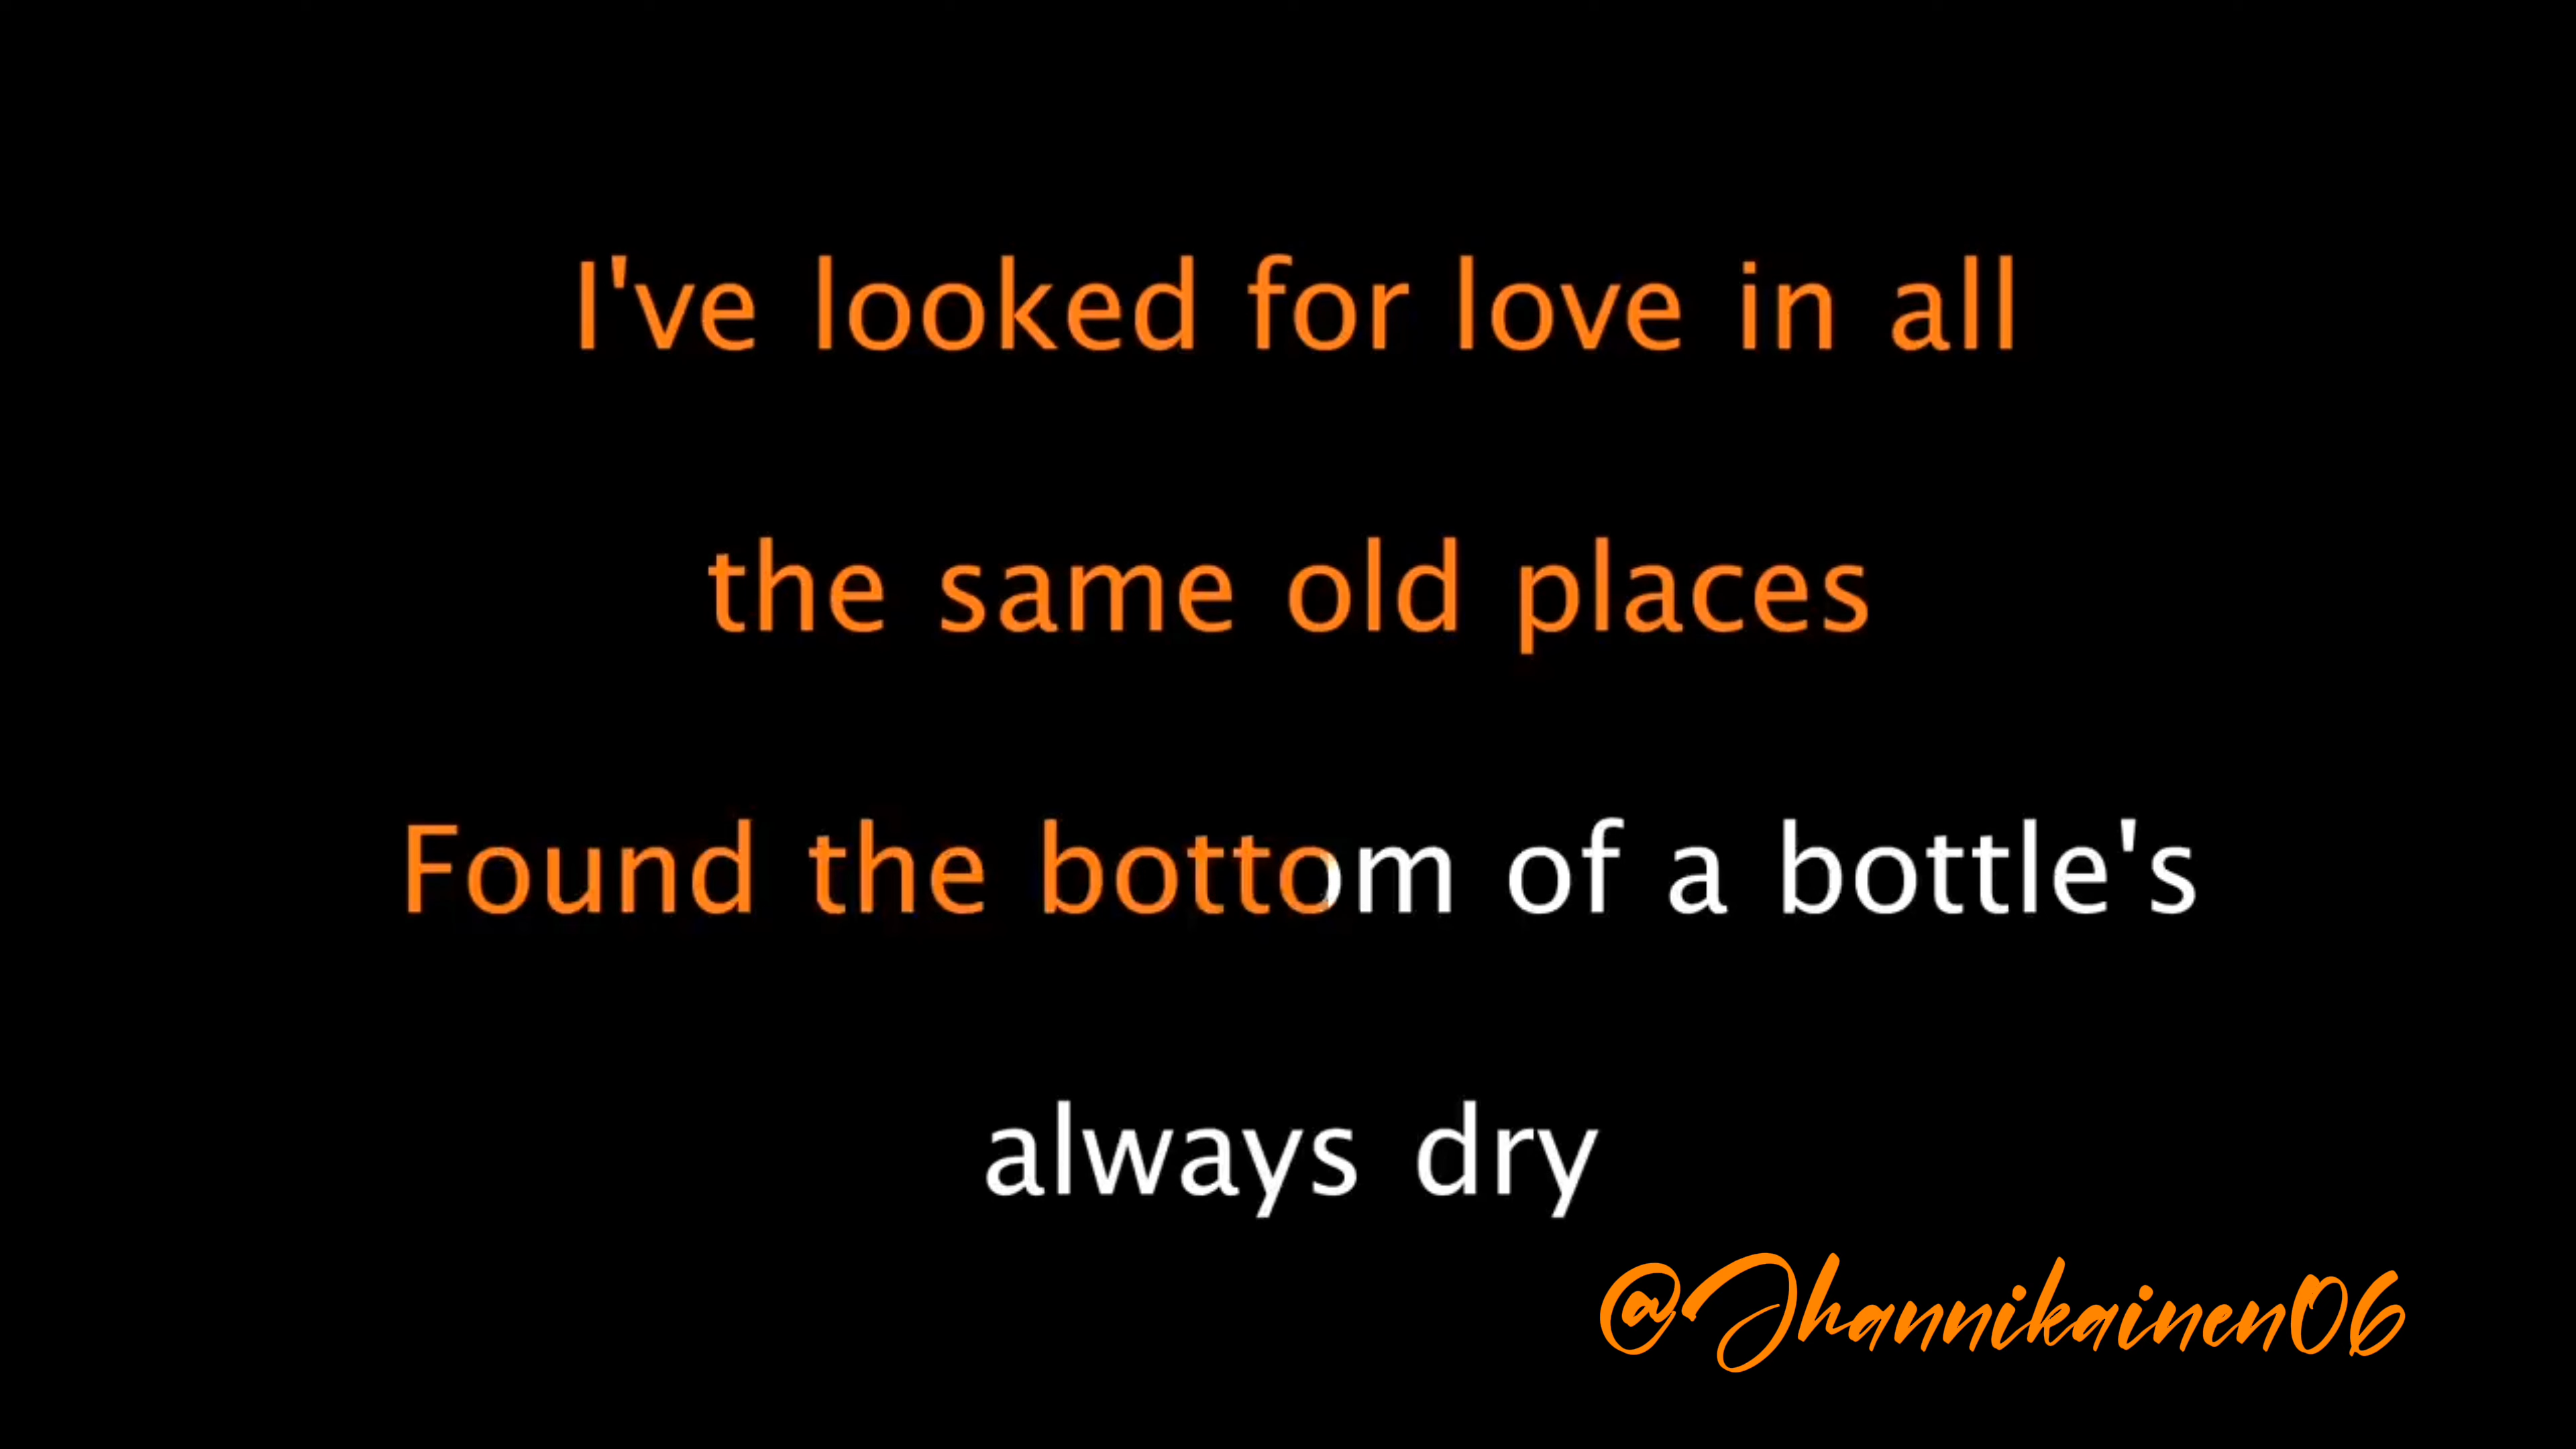 I've looked for love in all
the same old places
Found the bottom of a bottle's
always dry
@Jhannikainen06